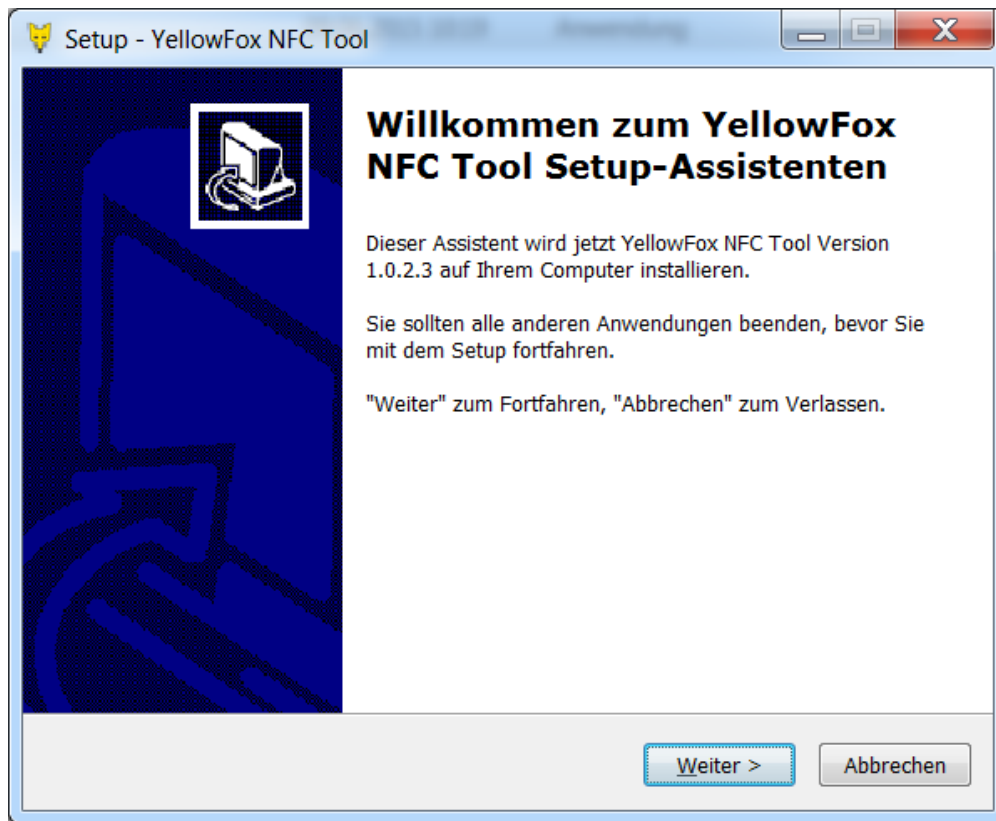 Setup - YellowFox NFC Tool
Willkommen zum YellowFox
NFC Tool Setup-Assistenten
Dieser Assistent wird jetzt YellowFox NFC Tool Version
1.0.2.3 auf Ihrem Computer installieren.
Sie sollten alle anderen Anwendungen beenden, bevor Sie
mit dem Setup fortfahren.
"Weiter" zum Fortfahren, "Abbrechen" zum Verlassen.
Weiter >
Abbrechen